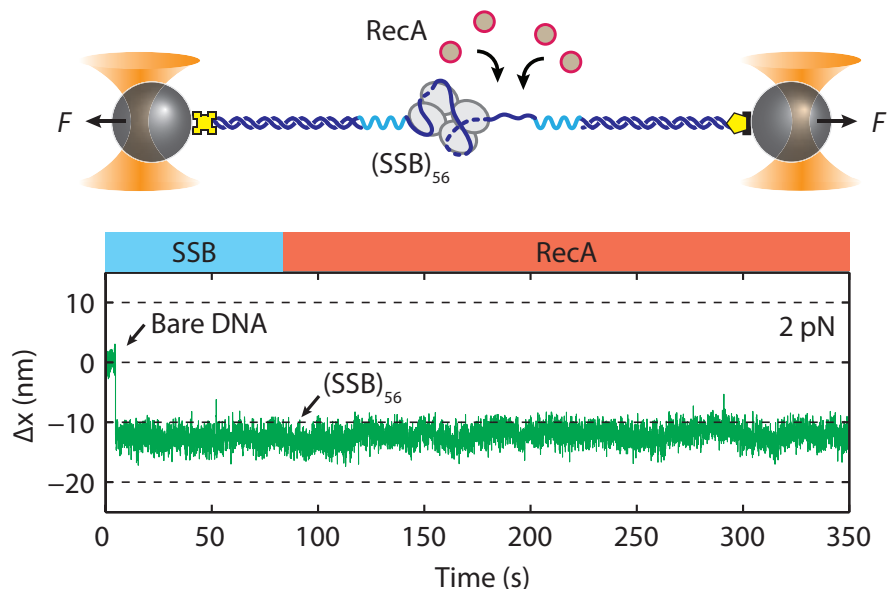 RecA
F
F
(SSB)56
SSB RecA
10
Bare DNA
2 pN
0
(SSB)56
−10
−20
Δx (nm)
0 50 100 150 200 250 300 350
Time (s)